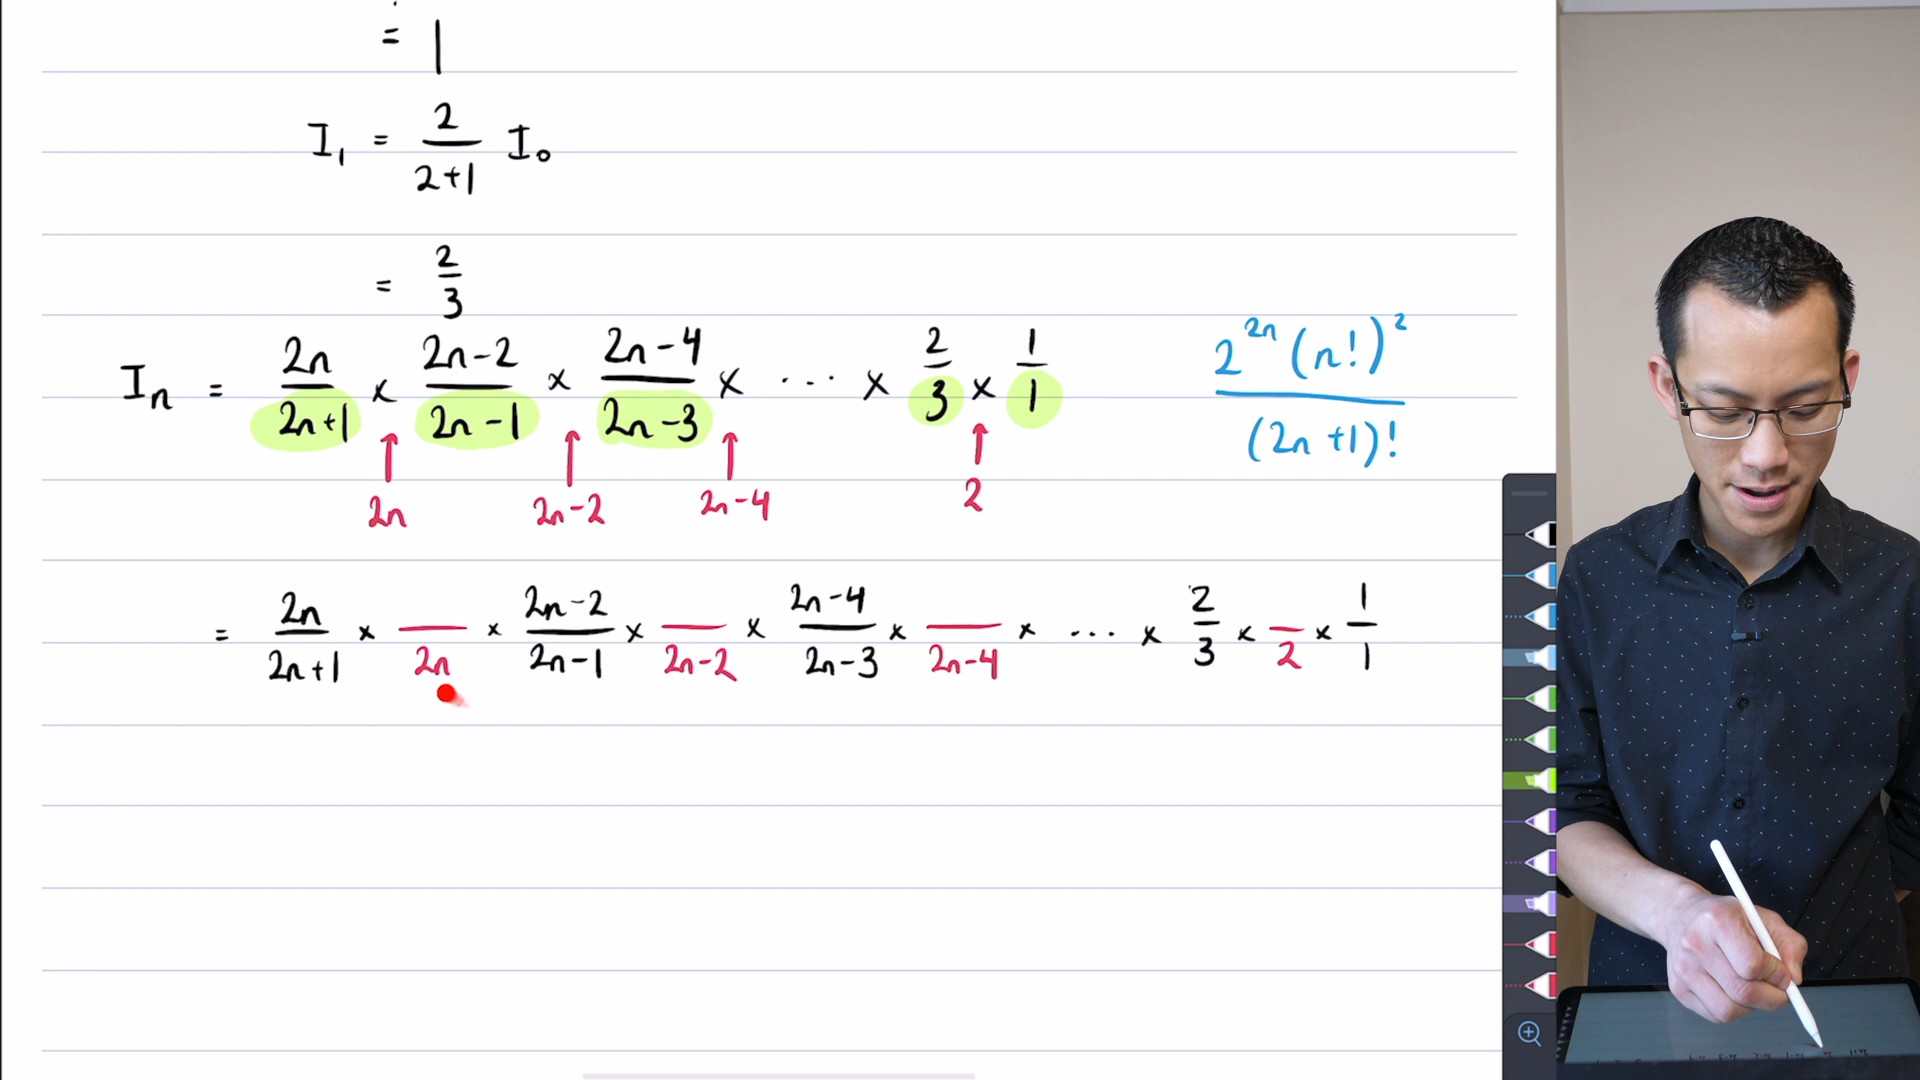 = 1
I₁ = 2/(2+1) I₀
= 2/3
Iₙ = 2n/(2n+1) × (2n-2)/(2n-1) × (2n-4)/(2n-3) × ... × 2/3 × 1/1
2^(2n) (n!)² / (2n+1)!
↑ ↑ ↑ ↑
2n 2n-2 2n-4 2
= 2n/(2n+1) × /2n × (2n-2)/(2n-1) × /(2n-2) × (2n-4)/(2n-3) × /(2n-4) × ... × 2/3 × /2 × 1/1